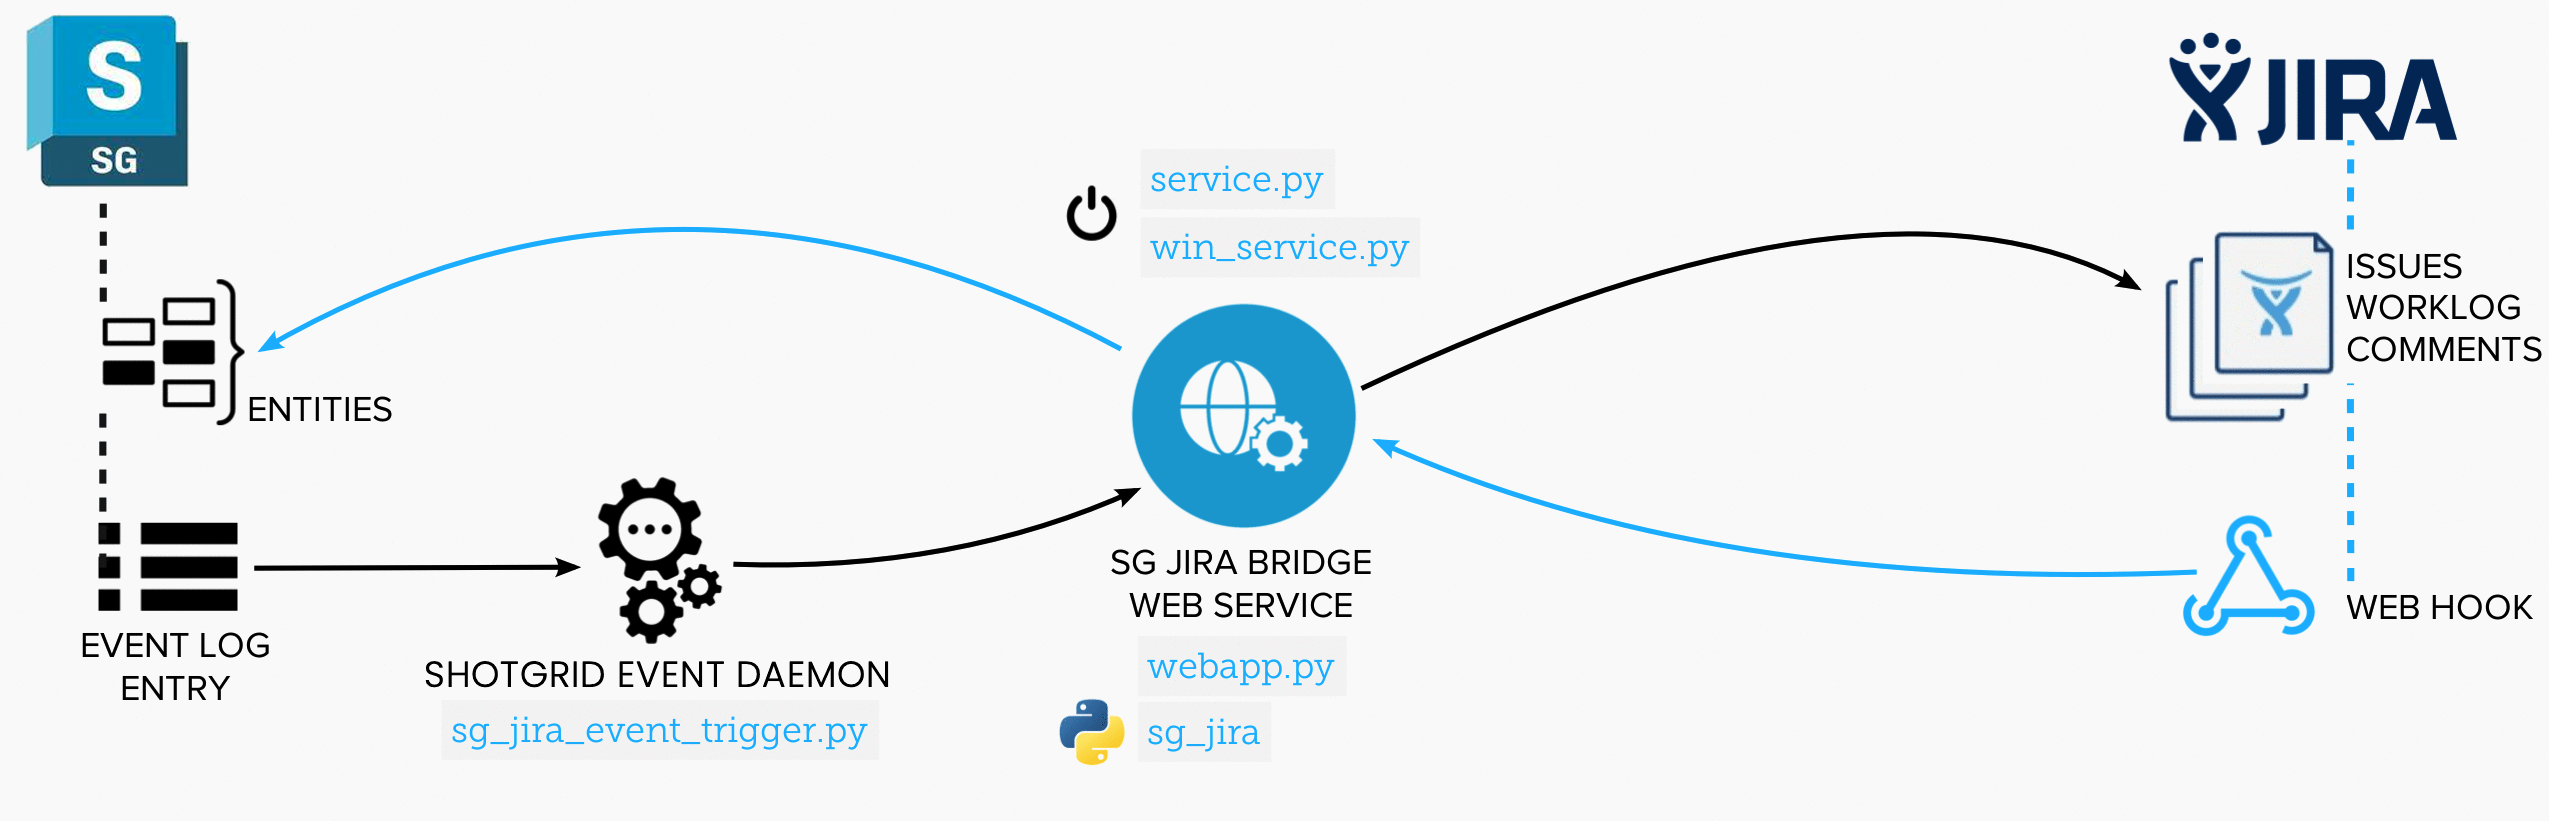 S
SG
JIRA
service.py
win_service.py
ISSUES
WORKLOG
COMMENTS
ENTITIES
SG JIRA BRIDGE
WEB SERVICE
WEB HOOK
EVENT LOG
ENTRY
SHOTGRID EVENT DAEMON
sg_jira_event_trigger.py
webapp.py
sg_jira